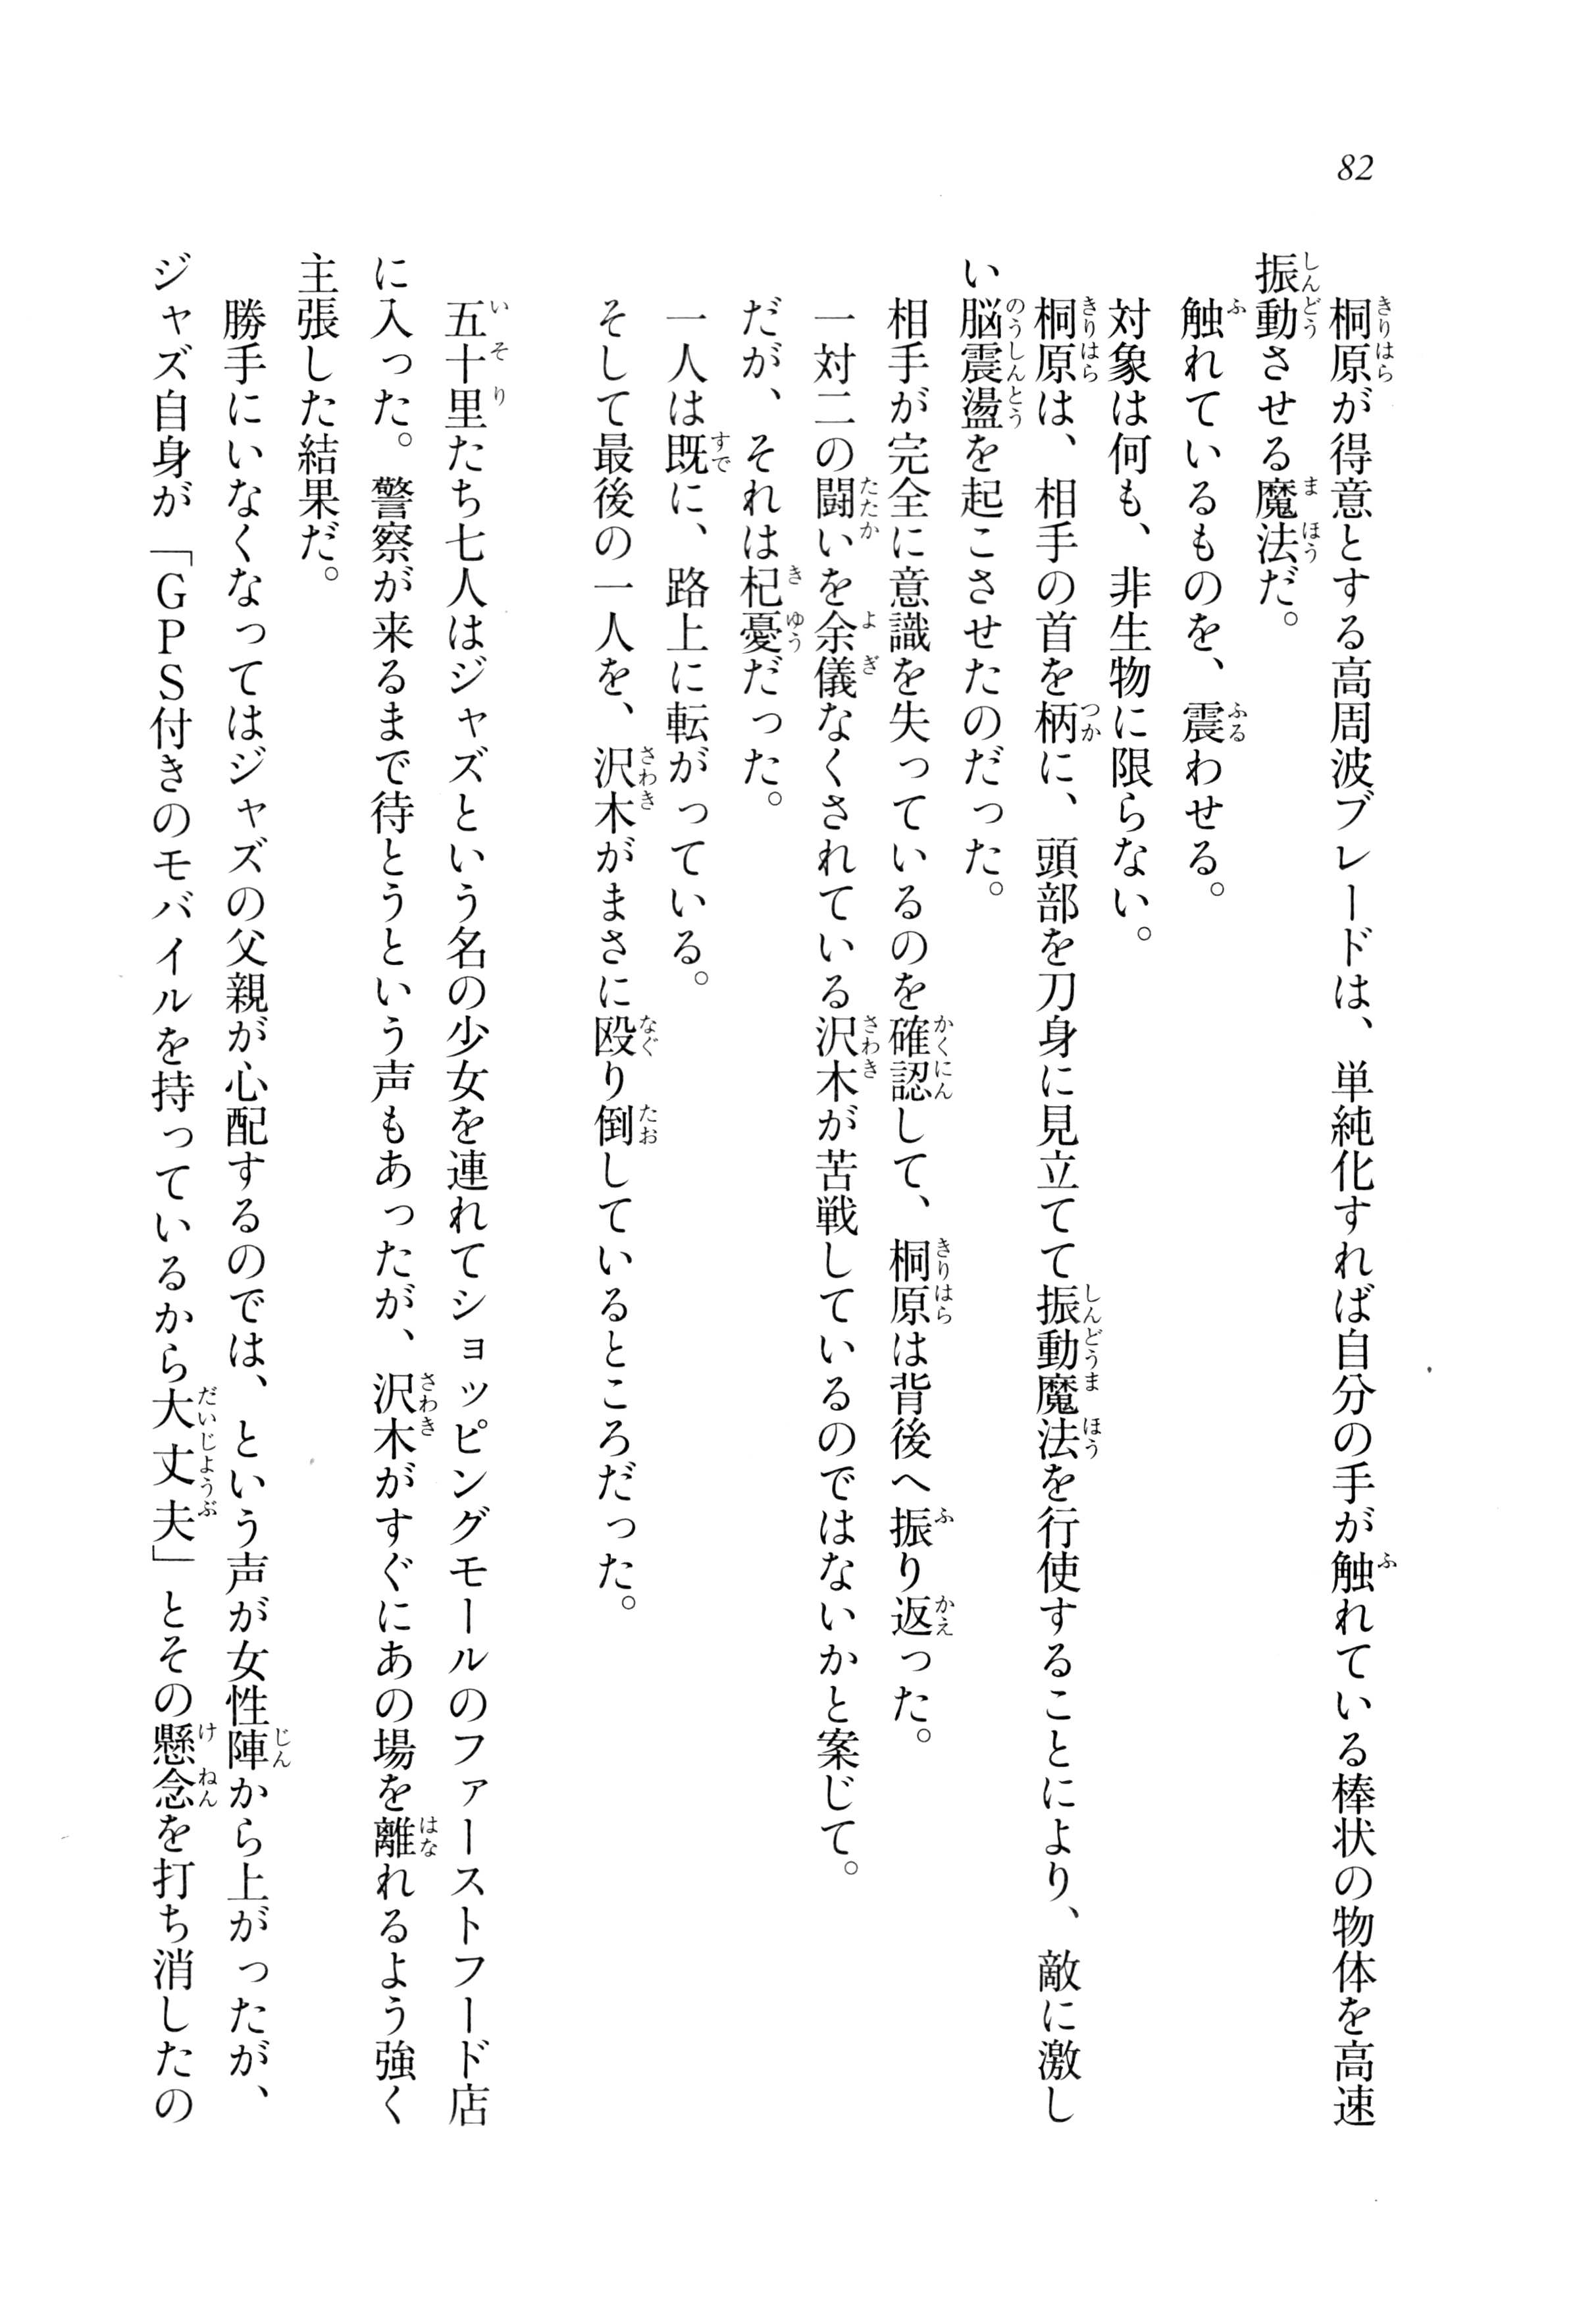 82
　桐原が得意とする高周波ブレードは、単純化すれば自分の手が触れている棒状の物体を高速
振動させる魔法だ。
　触れているものを、震わせる。
　対象は何も、非生物に限らない。
　桐原は、相手の首を柄に、頭部を刀身に見立てて振動魔法を行使することにより、敵に激し
い脳震盪を起こさせたのだった。
　相手が完全に意識を失っているのを確認して、桐原は背後へ振り返った。
　一対二の闘いを余儀なくされている沢木が苦戦しているのではないかと案じて。
　だが、それは杞憂だった。
　一人は既に、路上に転がっている。
　そして最後の一人を、沢木がまさに殴り倒しているところだった。
　五十里たち七人はジャズという名の少女を連れてショッピングモールのファーストフード店
に入った。警察が来るまで待とうという声もあったが、沢木がすぐにあの場を離れるよう強く
主張した結果だ。
　勝手にいなくなってはジャズの父親が心配するのでは、という声が女性陣から上がったが、
ジャズ自身が「ＧＰＳ付きのモバイルを持っているから大丈夫」とその懸念を打ち消したの